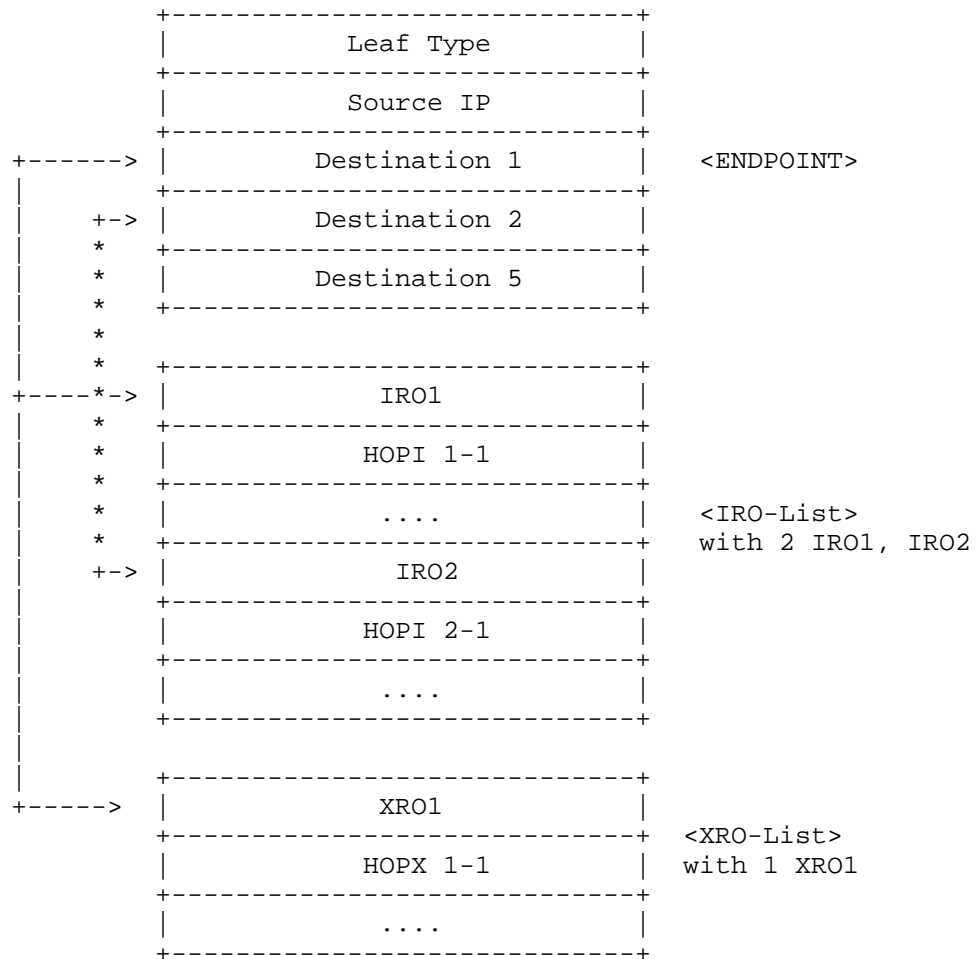 Leaf Type
Source IP
Destination 1 <ENDPOINT>
Destination 2
Destination 5
IRO1
HOPI 1-1
.... <IRO-List>
with 2 IRO1, IRO2
IRO2
HOPI 2-1
....
XRO1
<XRO-List>
HOPX 1-1 with 1 XRO1
....